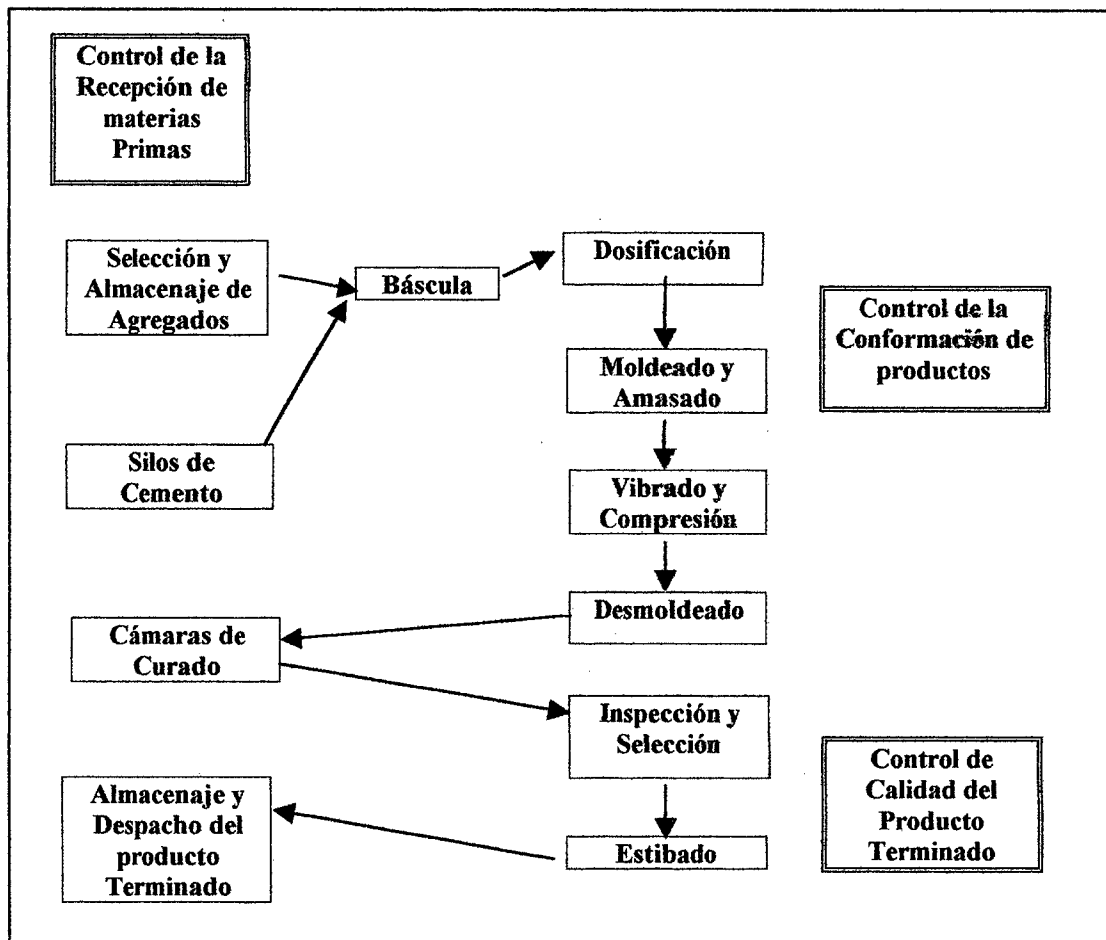 Control de la
Recepción de
materias
Primas
Selección y
Almacenaje de
Agregados
Báscula
Dosificación
Control de la
Conformación de
productos
Moldeado y
Amasado
Silos de
Cemento
Vibrado y
Compresión
Desmoldeado
Cámaras de
Curado
Inspección y
Selección
Control de
Calidad del
Producto
Terminado
Almacenaje y
Despacho del
producto
Terminado
Estibado